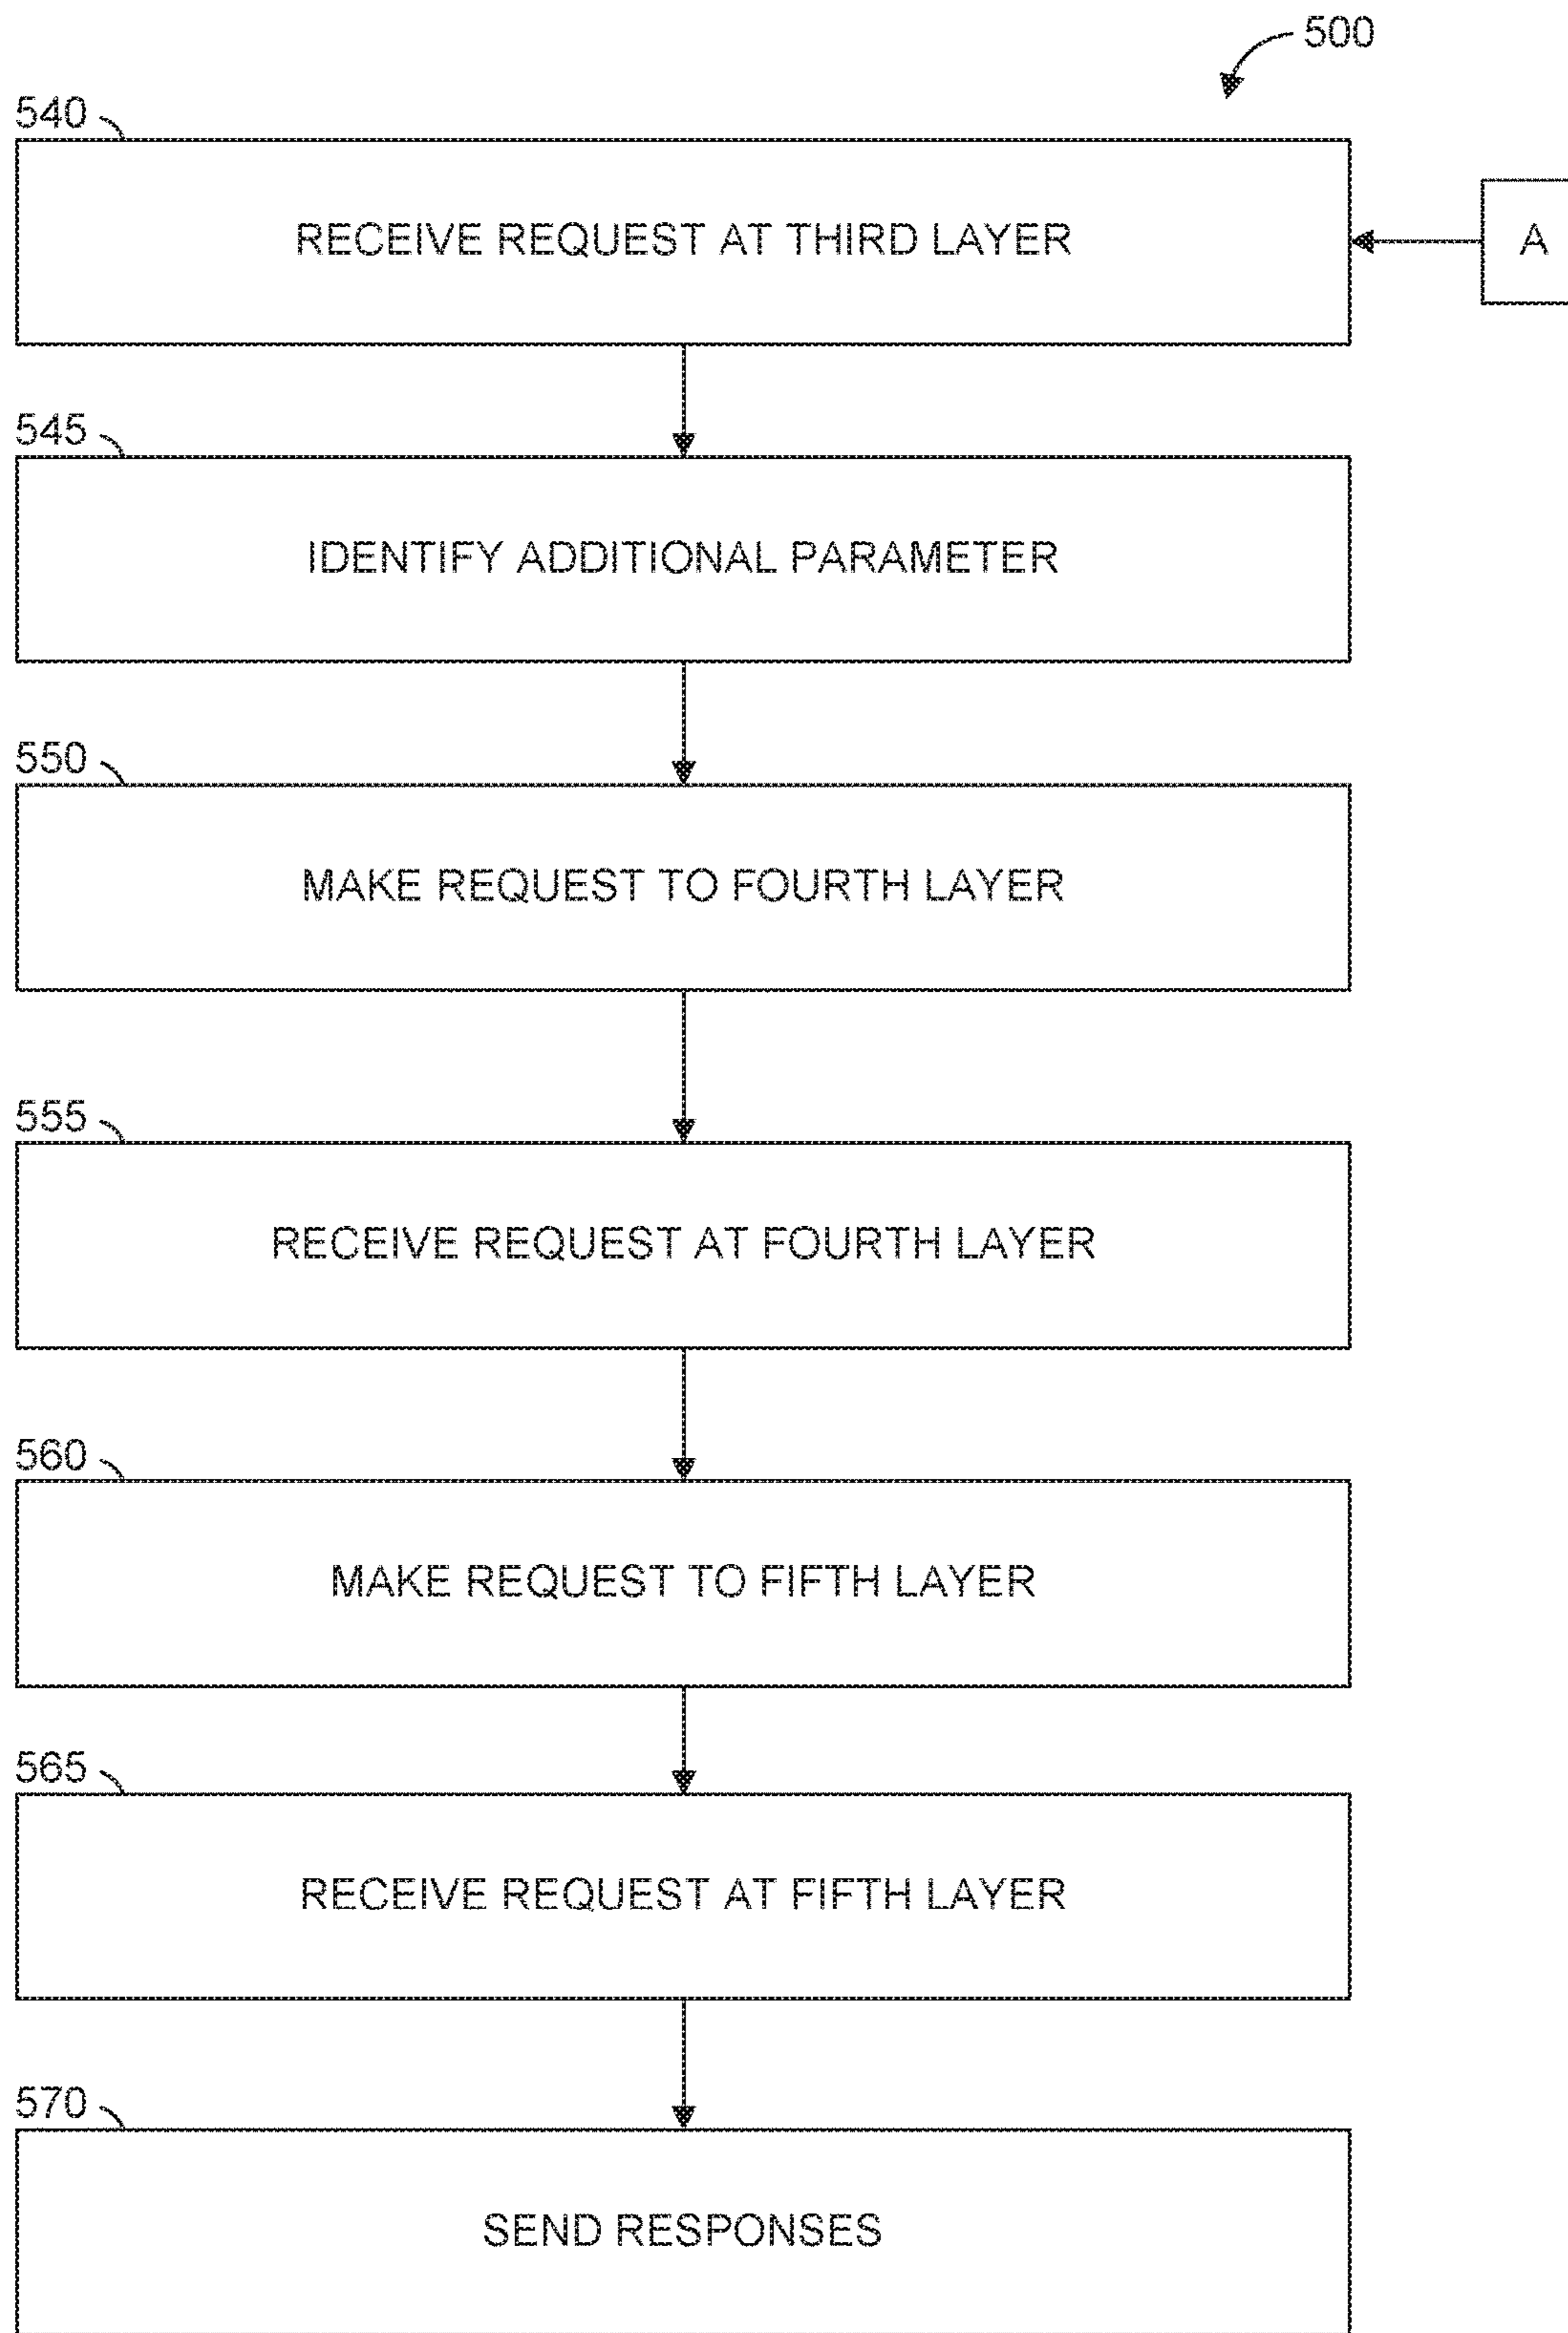 500
540
RECEIVE REQUEST AT THIRD LAYER
A
545
IDENTIFY ADDITIONAL PARAMETER
550
MAKE REQUEST TO FOURTH LAYER
555
RECEIVE REQUEST AT FOURTH LAYER
560
MAKE REQUEST TO FIFTH LAYER
565
RECEIVE REQUEST AT FIFTH LAYER
570
SEND RESPONSES